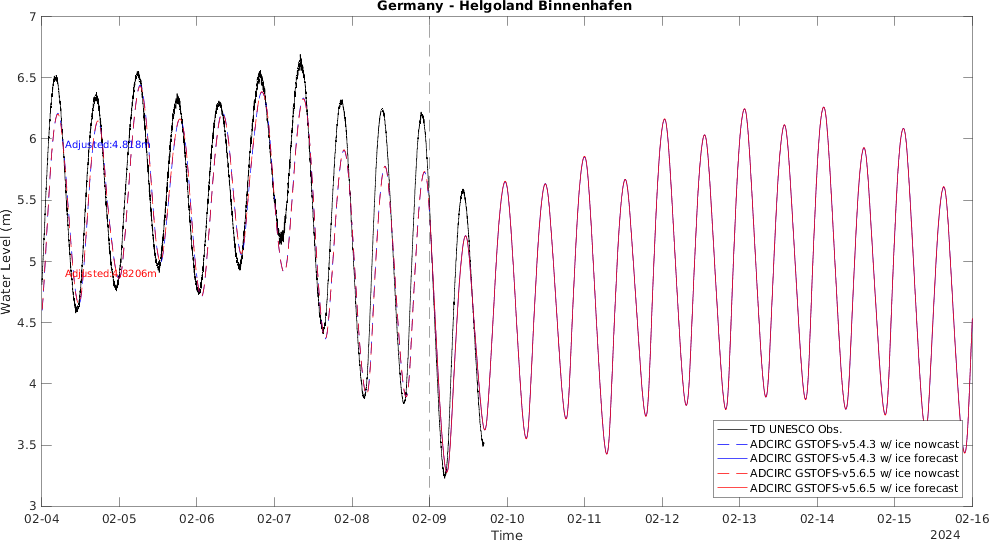 Germany - Helgoland Binnenhafen
7
6.5
6
5.5
5
4.5
4
3.5
3
Water Level (m)
Adjusted:4.818m
Adjusted:4.8206m
TD UNESCO Obs.
ADCIRC GSTOFS-v5.4.3 w/ ice nowcast
ADCIRC GSTOFS-v5.4.3 w/ ice forecast
ADCIRC GSTOFS-v5.6.5 w/ ice nowcast
ADCIRC GSTOFS-v5.6.5 w/ ice forecast
02-04 02-05 02-06 02-07 02-08 02-09 02-10 02-11 02-12 02-13 02-14 02-15 02-16
Time
2024